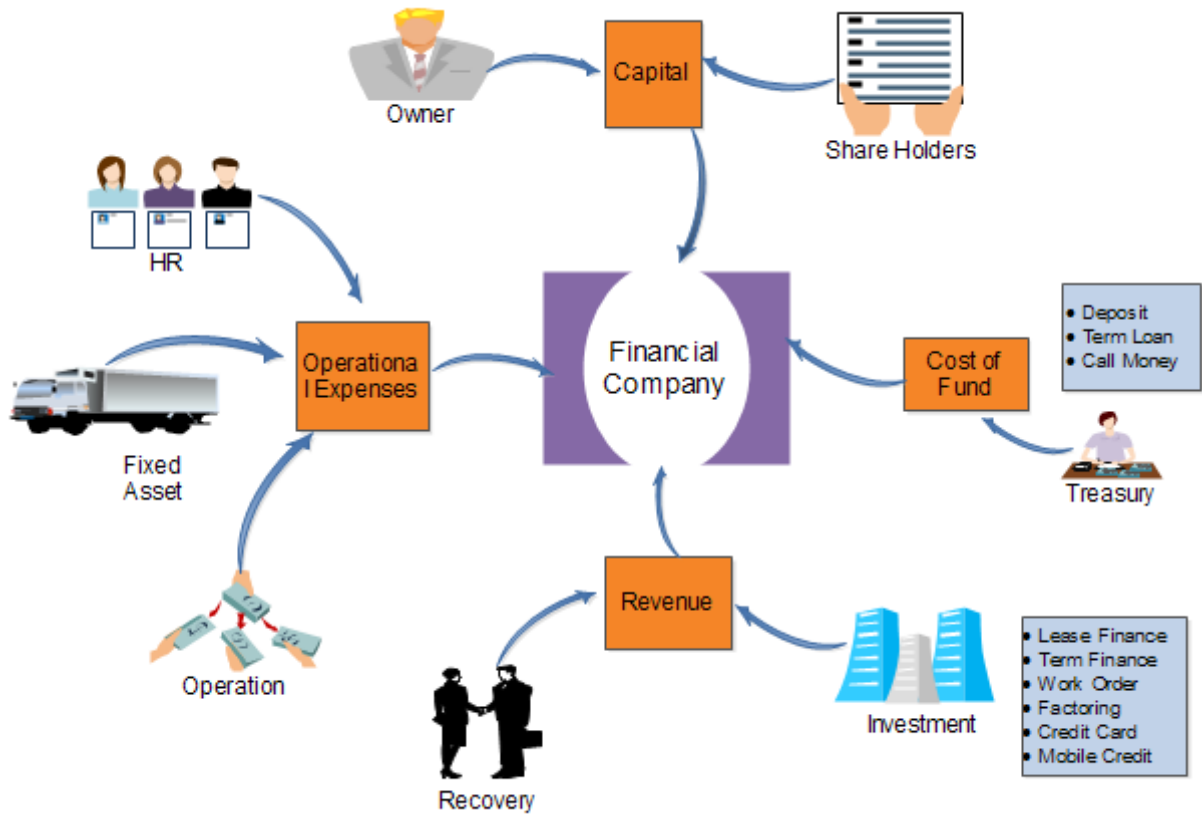 Owner
Capital
Share Holders
HR
Fixed
Asset
Operationa
l Expenses
Financial
Company
Cost of
Fund
• Deposit
• Term Loan
• Call Money
Treasury
Operation
Recovery
Revenue
Investment
• Lease Finance
• Term Finance
• Work Order
• Factoring
• Credit Card
• Mobile Credit